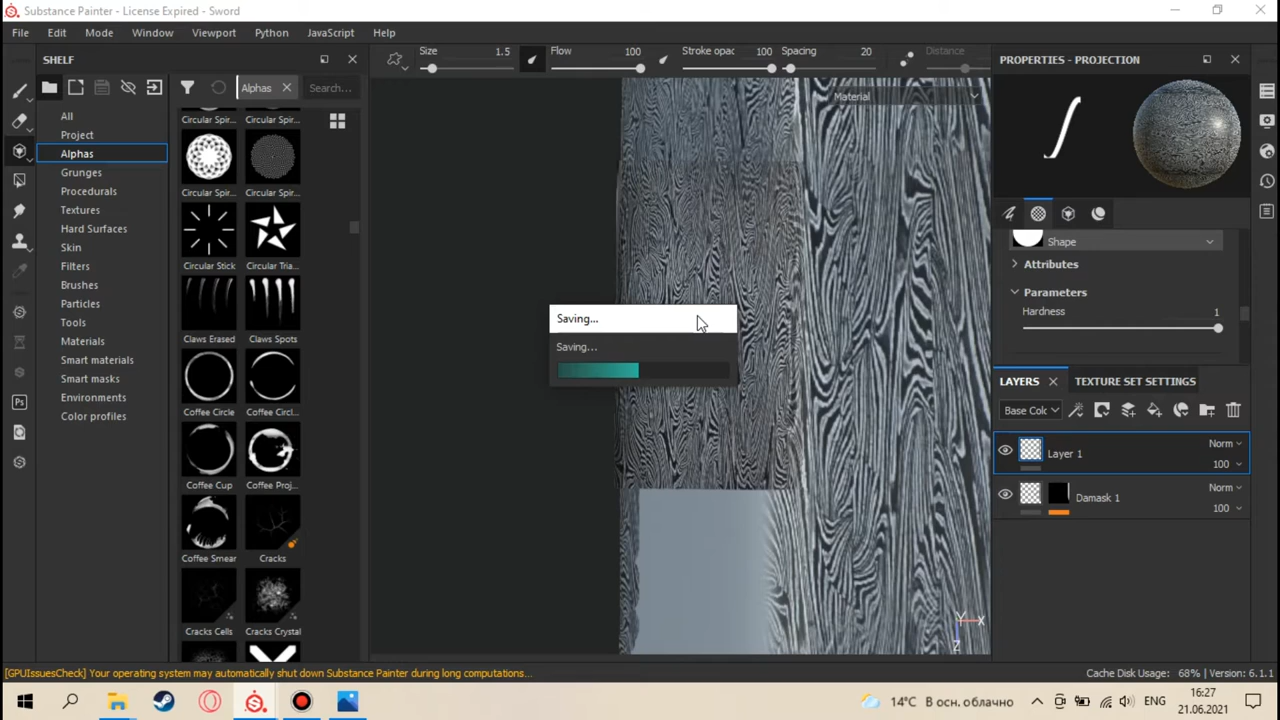 Substance Painter - License Expired - Sword
File Edit Mode Window Viewport Python JavaScript Help
SHELF
Size 1.5 Flow 100 Stroke opac 100 Spacing 20 Distance
PROPERTIES - PROJECTION
Alphas Search...
Material
All
Project
Alphas
Grunges
Procedurals
Textures
Hard Surfaces
Skin
Filters
Brushes
Particles
Tools
Materials
Smart materials
Smart masks
Environments
Color profiles
Circular Spir... Circular Spir...
Circular Spir... Circular Spir...
Circular Stick Circular Tria...
Claws Erased Claws Spots
Coffee Circle Coffee Circl...
Coffee Cup Coffee Proj...
Coffee Smear Cracks
Cracks Cells Cracks Crystal
Saving...
Saving...
Shape
Attributes
Parameters
Hardness 1
LAYERS TEXTURE SET SETTINGS
Base Colo
Layer 1 Norm 100
Damask 1 Norm 100
Y X
Z
Ps
[GPUIssuesCheck] Your operating system may automatically shut down Substance Painter during long computations...
Cache Disk Usage: 68% | Version: 6.1.1
14°C В осн. облачно
ENG
16:27
21.06.2021